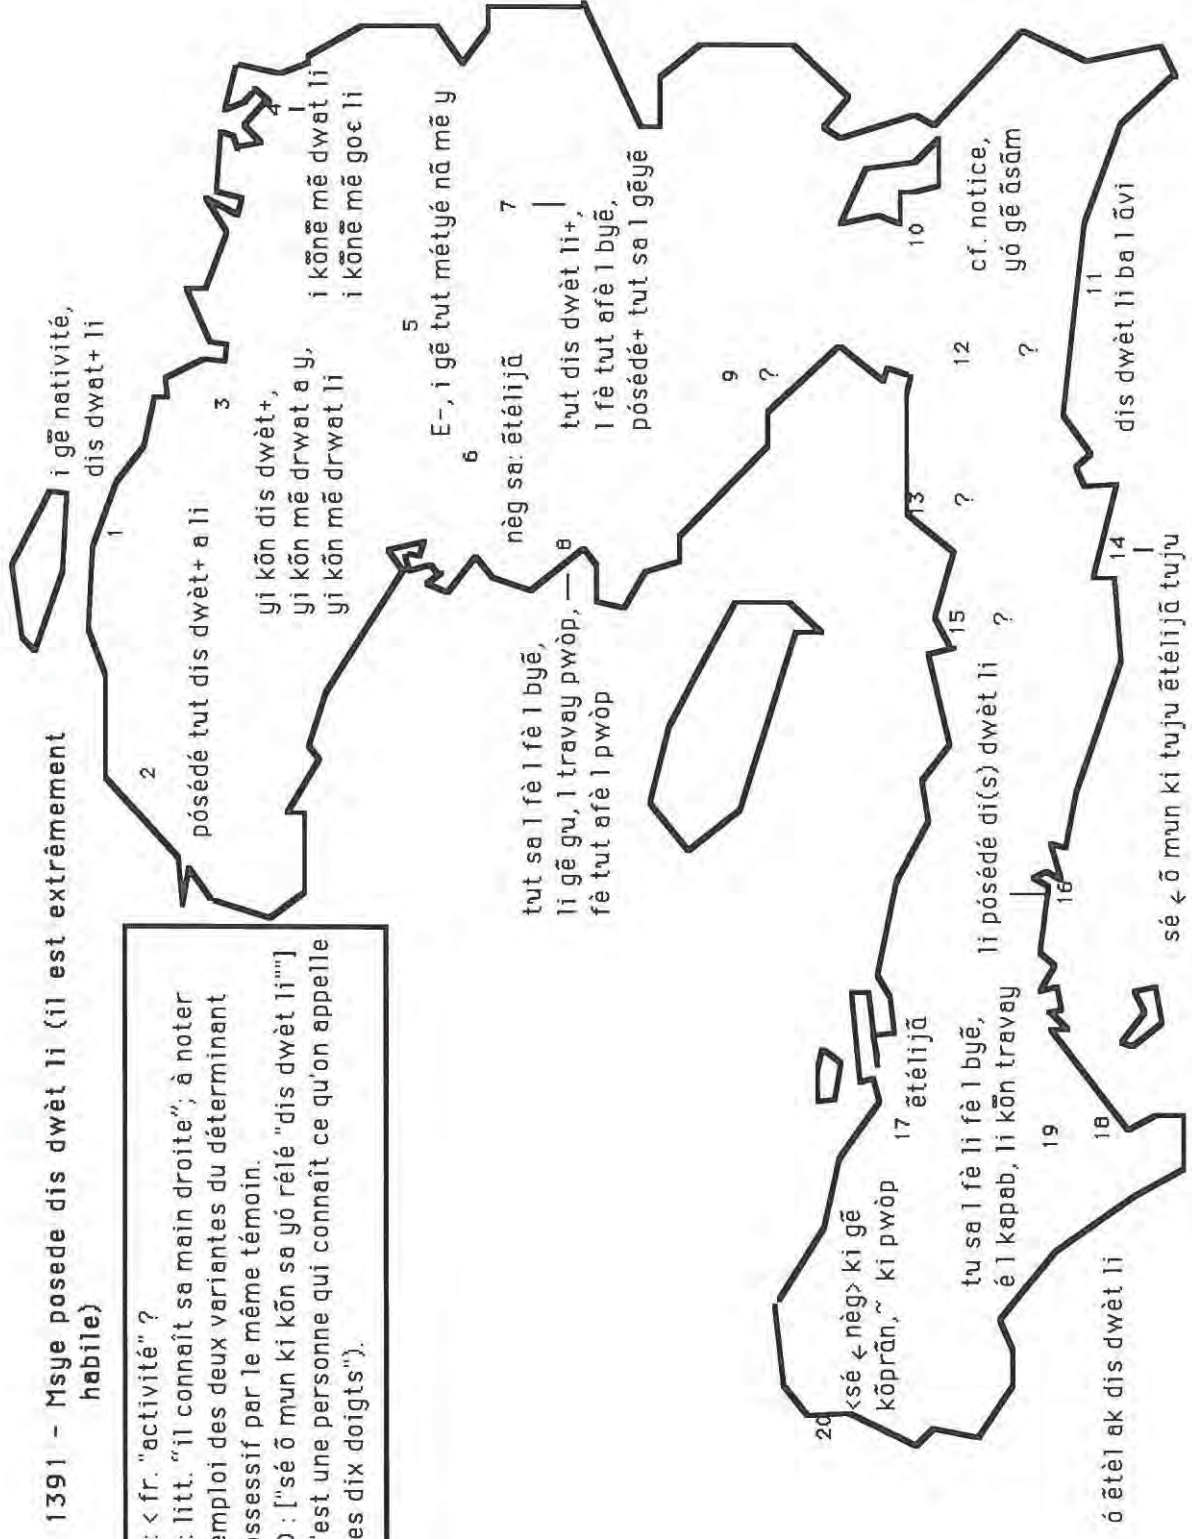 1391 - Msye posede dis dwèt li (il est extrêmement
habile)
: < fr. "activité" ?
: litt. "il connaît sa main droite"; à noter
emploi des deux variantes du déterminant
ossessif par le même témoin.
0 : ["sé õ mun ki kõn sa yó rélé "dis dwèt li""]
'est une personne qui connaît ce qu'on appelle
es dix doigts").
i gẽ nativité,
dis dwat+ li
1
2
pósédé tut dis dwèt+ a li
3
yi kõn dis dwèt+,
yi kõn mẽ drwat a y,
yi kõn mẽ drwat li
4
i kõnẽ mẽ dwat li
i kõnẽ mẽ goɛ li
5
E-, i gẽ tut métyé nã mẽ y
6
nèg sa: ẽtélijã
7
tut dis dwèt li+,
l fè tut afè l byẽ,
pósédé+ tut sa l gẽyẽ
8
tut sa l fè l fè l byẽ,
li gẽ gu, l travay pwòp,
fè tut afè l pwòp
9
?
10
cf. notice,
yó gẽ ãsãm
11
dis dwèt li ba l ãvi
12
?
13
?
14
sé ← õ mun ki tuju ẽtélijã tuju
15
?
16
li pósédé di(s) dwèt li
17
ẽtélijã
18
ó ẽtèl ak dis dwèt li
19
tu sa l fè li fè l byẽ,
é l kapab, li kõn travay
20
<sé ← nèg> ki gẽ
kõprãn, ~ ki pwòp